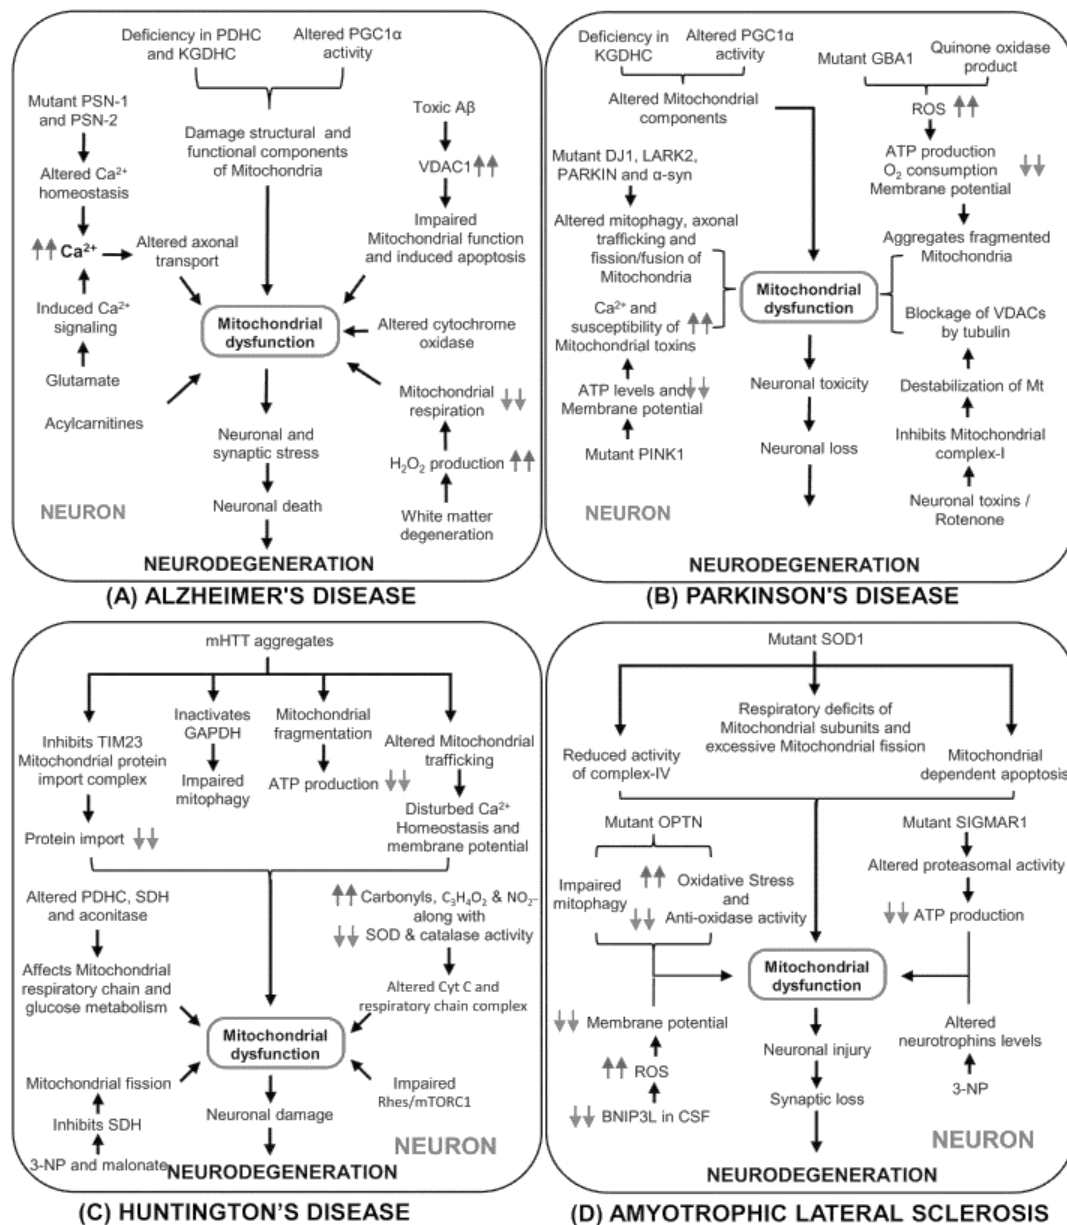 Deficiency in PDHC
and KGDHC
Altered PGC1α
activity
Mutant PSN-1
and PSN-2
Damage structural and
functional components
of Mitochondria
Toxic Aβ
VDAC1
Altered Ca²⁺
homeostasis
Impaired
Mitochondrial function
and induced apoptosis
Ca²⁺
Altered axonal
transport
Induced Ca²⁺
signaling
Mitochondrial
dysfunction
Altered cytochrome
oxidase
Glutamate
Mitochondrial
respiration
Acylcarnitines
Neuronal and
synaptic stress
H₂O₂ production
Neuronal death
White matter
degeneration
NEURON
NEURODEGENERATION
(A) ALZHEIMER'S DISEASE
Deficiency in
KGDHC
Altered PGC1α
activity
Mutant GBA1
Quinone oxidase
product
Altered Mitochondrial
components
ROS
Mutant DJ1, LARK2,
PARKIN and α-syn
ATP production
O₂ consumption
Membrane potential
Altered mitophagy, axonal
trafficking and
fission/fusion of
Mitochondria
Aggregates fragmented
Mitochondria
Mitochondrial
dysfunction
Ca²⁺ and
susceptibility of
Mitochondrial toxins
Blockage of VDACs
by tubulin
ATP levels and
Membrane potential
Neuronal toxicity
Destabilization of Mt
Mutant PINK1
Neuronal loss
Inhibits Mitochondrial
complex-I
Neuronal toxins /
Rotenone
NEURON
NEURODEGENERATION
(B) PARKINSON'S DISEASE
mHTT aggregates
Inhibits TIM23
Mitochondrial protein
import complex
Inactivates
GAPDH
Mitochondrial
fragmentation
Altered Mitochondrial
trafficking
Impaired
mitophagy
ATP production
Protein import
Disturbed Ca²⁺
Homeostasis and
membrane potential
Altered PDHC, SDH
and aconitase
Carbonyls, C₃H₄O₂ & NO₂-
along with
SOD & catalase activity
Affects Mitochondrial
respiratory chain and
glucose metabolism
Altered Cyt C and
respiratory chain complex
Mitochondrial
dysfunction
Mitochondrial fission
Impaired
Rhes/mTORC1
Inhibits SDH
Neuronal damage
3-NP and malonate
NEURON
NEURODEGENERATION
(C) HUNTINGTON'S DISEASE
Mutant SOD1
Reduced activity
of complex-IV
Respiratory deficits of
Mitochondrial subunits and
excessive Mitochondrial fission
Mitochondrial
dependent apoptosis
Mutant OPTN
Mutant SIGMAR1
Impaired
mitophagy
Oxidative Stress
and
Anti-oxidase activity
Altered proteasomal activity
ATP production
Mitochondrial
dysfunction
Membrane potential
ROS
BNIP3L in CSF
Neuronal injury
Synaptic loss
Altered
neurotrophins levels
3-NP
NEURON
NEURODEGENERATION
(D) AMYOTROPHIC LATERAL SCLEROSIS